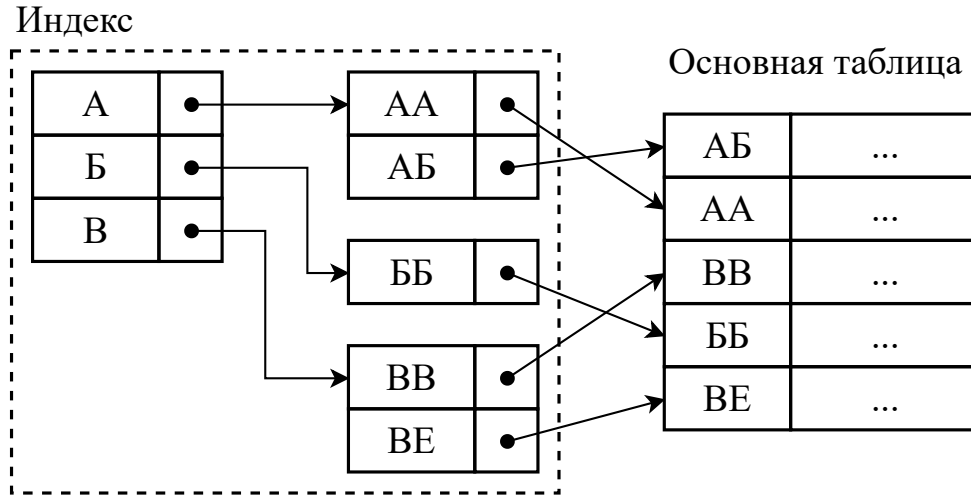 Индекс
Основная таблица
А
Б
В
АА
АБ
ББ
ВВ
ВЕ
АБ ...
АА ...
ВВ ...
ББ ...
ВЕ ...